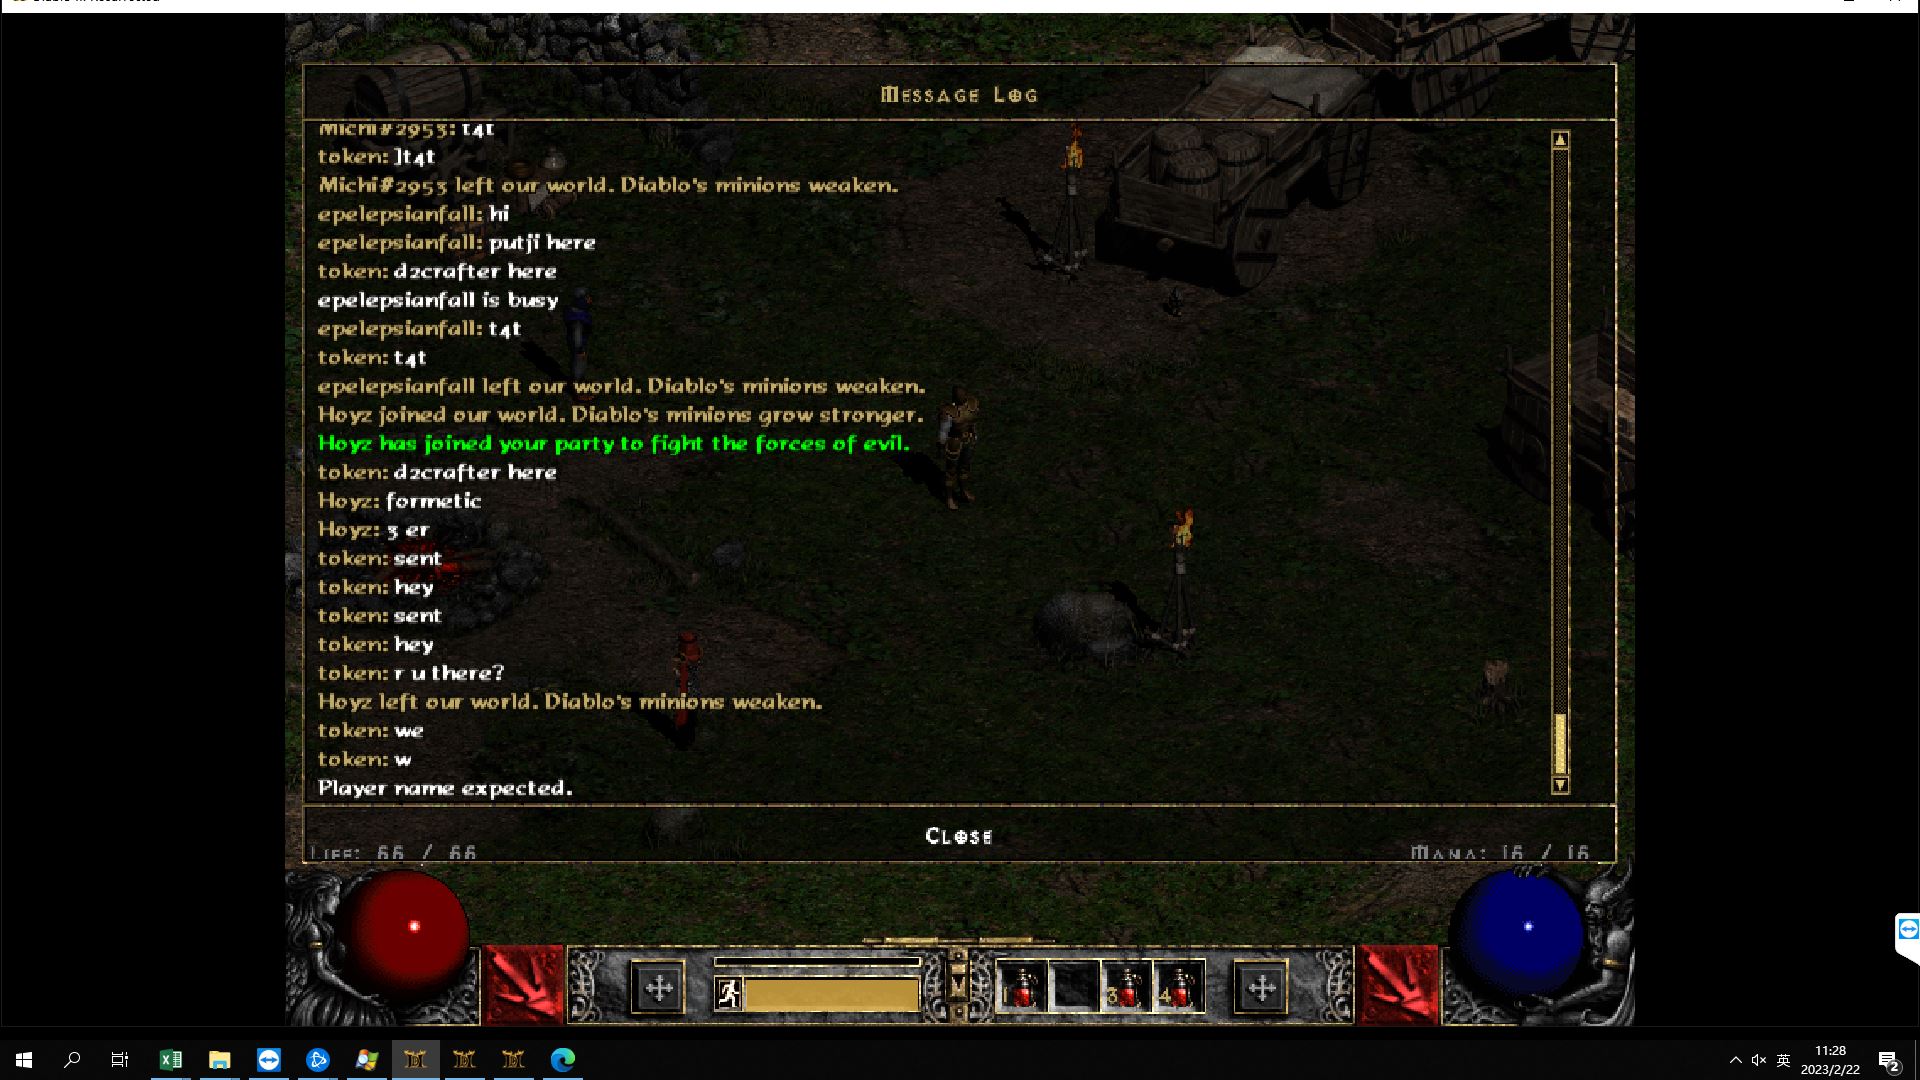 Message Log
Michi#2953: t4t
token: ]t4t
Michi#2953 left our world. Diablo's minions weaken.
epelepsianfall: hi
epelepsianfall: putji here
token: d2crafter here
epelepsianfall is busy
epelepsianfall: t4t
token: t4t
epelepsianfall left our world. Diablo's minions weaken.
Hoyz joined our world. Diablo's minions grow stronger.
Hoyz has joined your party to fight the forces of evil.
token: d2crafter here
Hoyz: formetic
Hoyz: 3 er
token: sent
token: hey
token: sent
token: hey
token: r u there?
Hoyz left our world. Diablo's minions weaken.
token: we
token: w
Player name expected.
Close
Life: 66 / 66
Mana: 16 / 16
1
3
4
英
11:28
2023/2/22
2